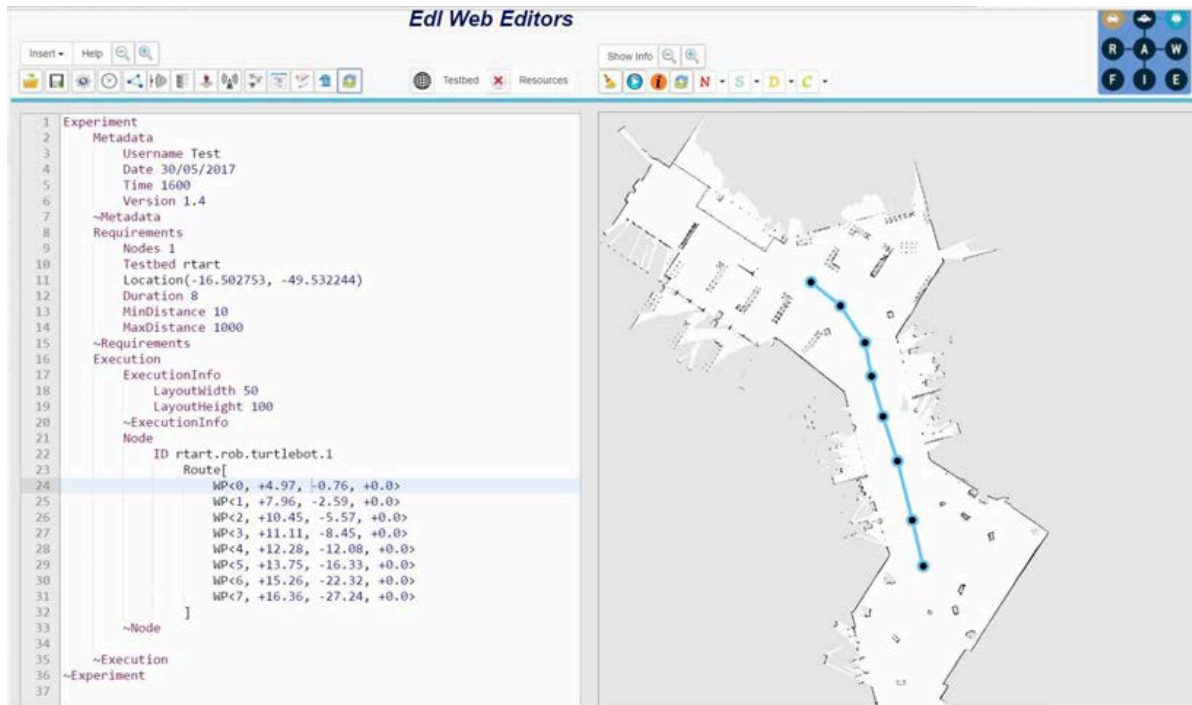 Edl Web Editors
Insert Help
Show Info
Testbed Resources
N S D C
R A W
F I E
1 Experiment
2 Metadata
3 Username Test
4 Date 30/05/2017
5 Time 1600
6 Version 1.4
7 ~Metadata
8 Requirements
9 Nodes 1
10 Testbed rtart
11 Location(-16.502753, -49.532244)
12 Duration 8
13 MinDistance 10
14 MaxDistance 1000
15 ~Requirements
16 Execution
17 ExecutionInfo
18 LayoutWidth 50
19 LayoutHeight 100
20 ~ExecutionInfo
21 Node
22 ID rtart.rob.turtlebot.1
23 Route[
24 WP<0, +4.97, -0.76, +0.0>
25 WP<1, +7.96, -2.59, +0.0>
26 WP<2, +10.45, -5.57, +0.0>
27 WP<3, +11.11, -8.45, +0.0>
28 WP<4, +12.28, -12.08, +0.0>
29 WP<5, +13.75, -16.33, +0.0>
30 WP<6, +15.26, -22.32, +0.0>
31 WP<7, +16.36, -27.24, +0.0>
32 ]
33 ~Node
34
35 ~Execution
36 ~Experiment
37